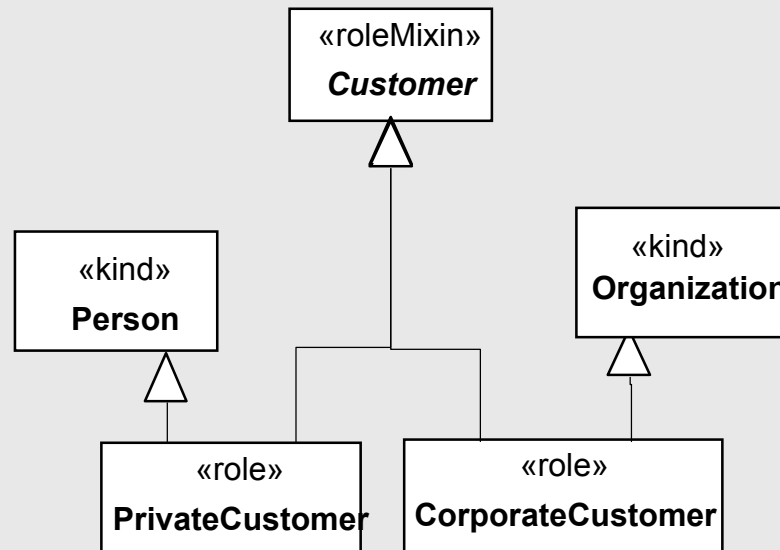 «roleMixin»
Customer
«kind»
Person
«kind»
Organization
«role»
PrivateCustomer
«role»
CorporateCustomer